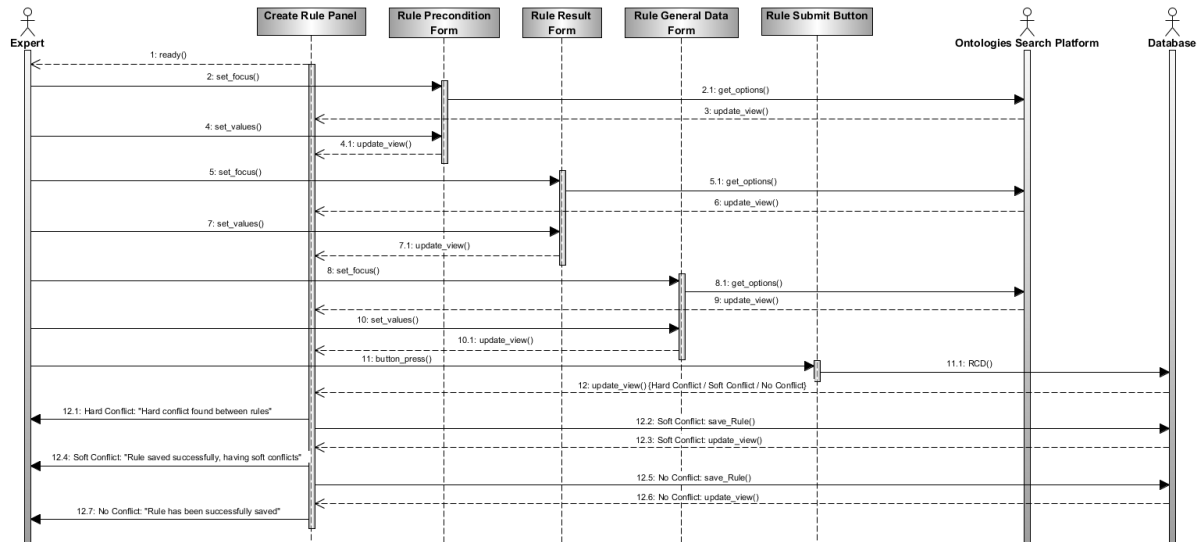 Create Rule Panel
Rule Precondition
Form
Rule Result
Form
Rule General Data
Form
Rule Submit Button
Expert
Ontologies Search Platform
Database
1: ready()
2: set_focus()
2.1: get_options()
3: update_view()
4: set_values()
4.1: update_view()
5: set_focus()
5.1: get_options()
6: update_view()
7: set_values()
7.1: update_view()
8: set_focus()
8.1: get_options()
9: update_view()
10: set_values()
10.1: update_view()
11: button_press()
11.1: RCD()
12: update_view() {Hard Conflict / Soft Conflict / No Conflict}
12.1: Hard Conflict: "Hard conflict found between rules"
12.2: Soft Conflict: save_Rule()
12.3: Soft Conflict: update_view()
12.4: Soft Conflict: "Rule saved successfully, having soft conflicts"
12.5: No Conflict: save_Rule()
12.6: No Conflict: update_view()
12.7: No Conflict: "Rule has been successfully saved"